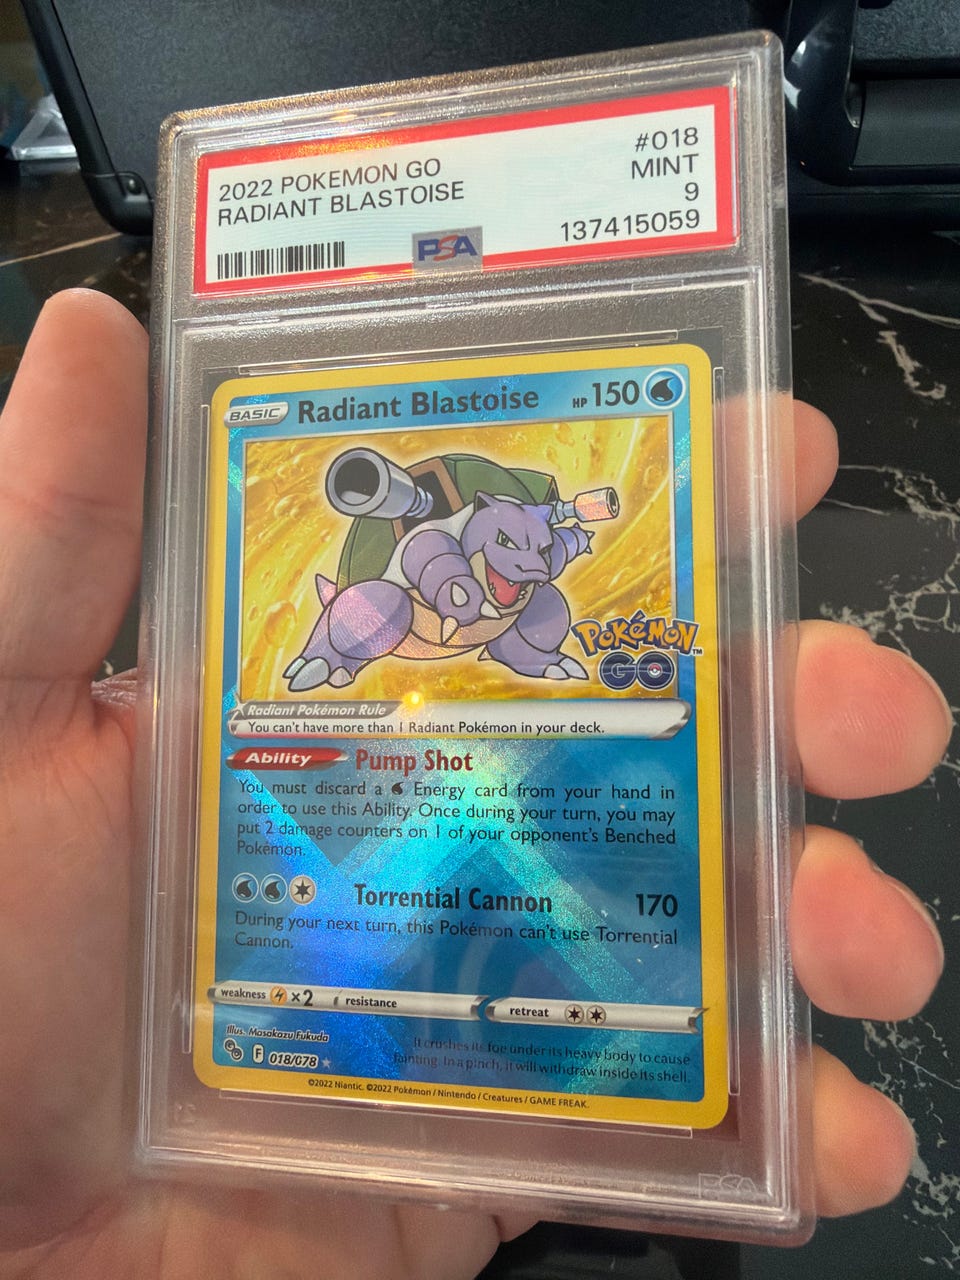 2022 POKEMON GO
RADIANT BLASTOISE
#018
MINT
9
137415059
PSA
BASIC
Radiant Blastoise
HP 150
POKéMON™
GO
Radiant Pokémon Rule
You can't have more than 1 Radiant Pokémon in your deck.
Ability Pump Shot
You must discard a Energy card from your hand in
order to use this Ability. Once during your turn, you may
put 2 damage counters on 1 of your opponent's Benched
Pokémon.
Torrential Cannon 170
During your next turn, this Pokémon can't use Torrential
Cannon.
weakness ×2 resistance
retreat
Illus. Masakazu Fukuda
GO F 018/078
It crushes its foe under its heavy body to cause
fainting. In a pinch, it will withdraw inside its shell.
©2022 Niantic. ©2022 Pokémon / Nintendo / Creatures / GAME FREAK.
PSA